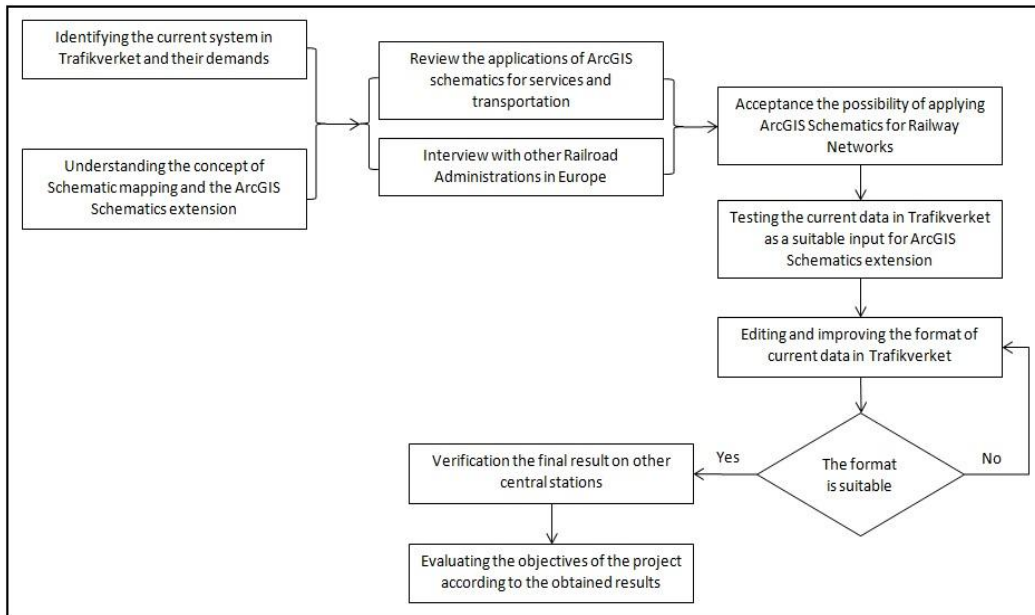 Identifying the current system in
Trafikverket and their demands
Understanding the concept of
Schematic mapping and the ArcGIS
Schematics extension
Review the applications of ArcGIS
schematics for services and
transportation
Interview with other Railroad
Administrations in Europe
Acceptance the possibility of applying
ArcGIS Schematics for Railway
Networks
Testing the current data in Trafikverket
as a suitable input for ArcGIS
Schematics extension
Editing and improving the format of
current data in Trafikverket
The format
is suitable
No
Yes
Verification the final result on other
central stations
Evaluating the objectives of the project
according to the obtained results